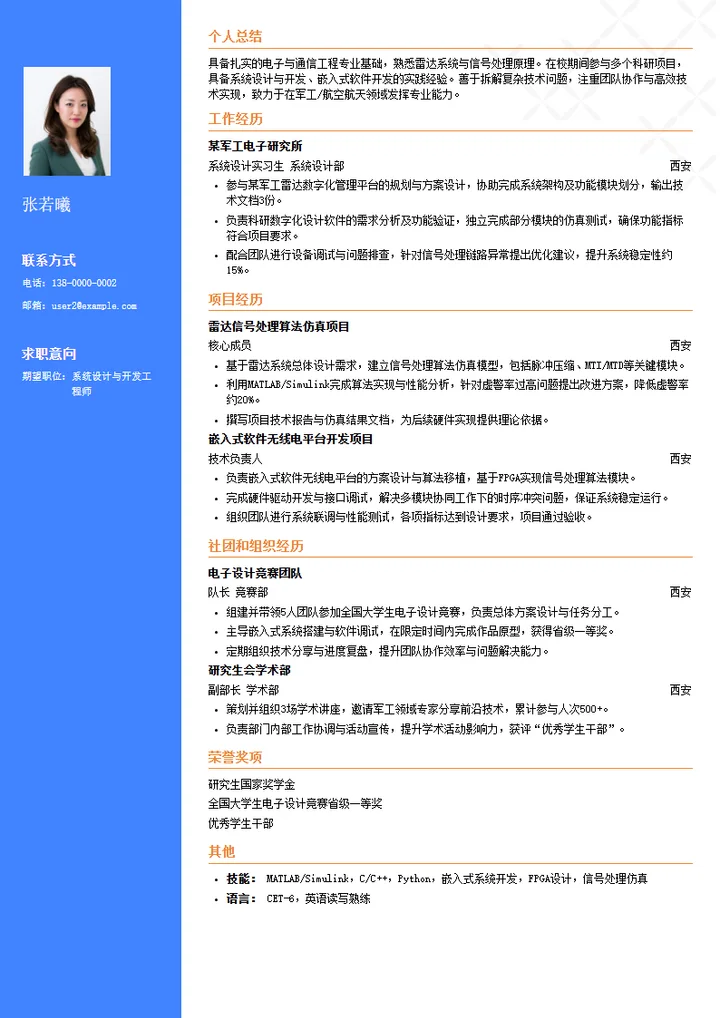 张若曦
联系方式
电话：138-0000-0002
邮箱：user2@example.com
求职意向
期望职位：系统设计与开发工
程师
个人总结
具备扎实的电子与通信工程专业基础，熟悉雷达系统与信号处理原理。在校期间参与多个科研项目，
具备系统设计与开发、嵌入式软件开发的实践经验。善于拆解复杂技术问题，注重团队协作与高效技
术实现，致力于在军工/航空航天领域发挥专业能力。
工作经历
某军工电子研究所
系统设计实习生 系统设计部 西安
• 参与某军工雷达数字化管理平台的规划与方案设计，协助完成系统架构及功能模块划分，输出技
术文档3份。
• 负责科研数字化设计软件的需求分析及功能验证，独立完成部分模块的仿真测试，确保功能指标
符合项目要求。
• 配合团队进行设备调试与问题排查，针对信号处理链路异常提出优化建议，提升系统稳定性约
15%。
项目经历
雷达信号处理算法仿真项目
核心成员 西安
• 基于雷达系统总体设计需求，建立信号处理算法仿真模型，包括脉冲压缩、MTI/MTD等关键模块。
• 利用MATLAB/Simulink完成算法实现与性能分析，针对虚警率过高问题提出改进方案，降低虚警率
约20%。
• 撰写项目技术报告与仿真结果文档，为后续硬件实现提供理论依据。
嵌入式软件无线电平台开发项目
技术负责人 西安
• 负责嵌入式软件无线电平台的方案设计与算法移植，基于FPGA实现信号处理算法模块。
• 完成硬件驱动开发与接口调试，解决多模块协同工作下的时序冲突问题，保证系统稳定运行。
• 组织团队进行系统联调与性能测试，各项指标达到设计要求，项目通过验收。
社团和组织经历
电子设计竞赛团队
队长 竞赛部 西安
• 组建并带领5人团队参加全国大学生电子设计竞赛，负责总体方案设计与任务分工。
• 主导嵌入式系统搭建与软件调试，在限定时间内完成作品原型，获得省级一等奖。
• 定期组织技术分享与进度复盘，提升团队协作效率与问题解决能力。
研究生会学术部
副部长 学术部 西安
• 策划并组织3场学术讲座，邀请军工领域专家分享前沿技术，累计参与人次500+。
• 负责部门内部工作协调与活动宣传，提升学术活动影响力，获评“优秀学生干部”。
荣誉奖项
研究生国家奖学金
全国大学生电子设计竞赛省级一等奖
优秀学生干部
其他
• 技能： MATLAB/Simulink，C/C++，Python，嵌入式系统开发，FPGA设计，信号处理仿真
• 语言： CET-6，英语读写熟练